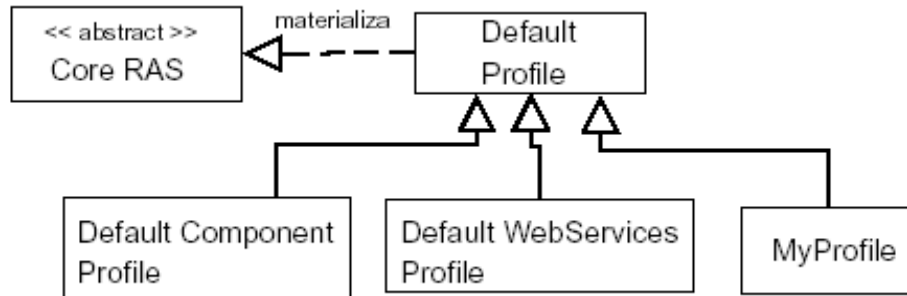 materializa
<< abstract >>
Core RAS
Default
Profile
Default Component
Profile
Default WebServices
Profile
MyProfile